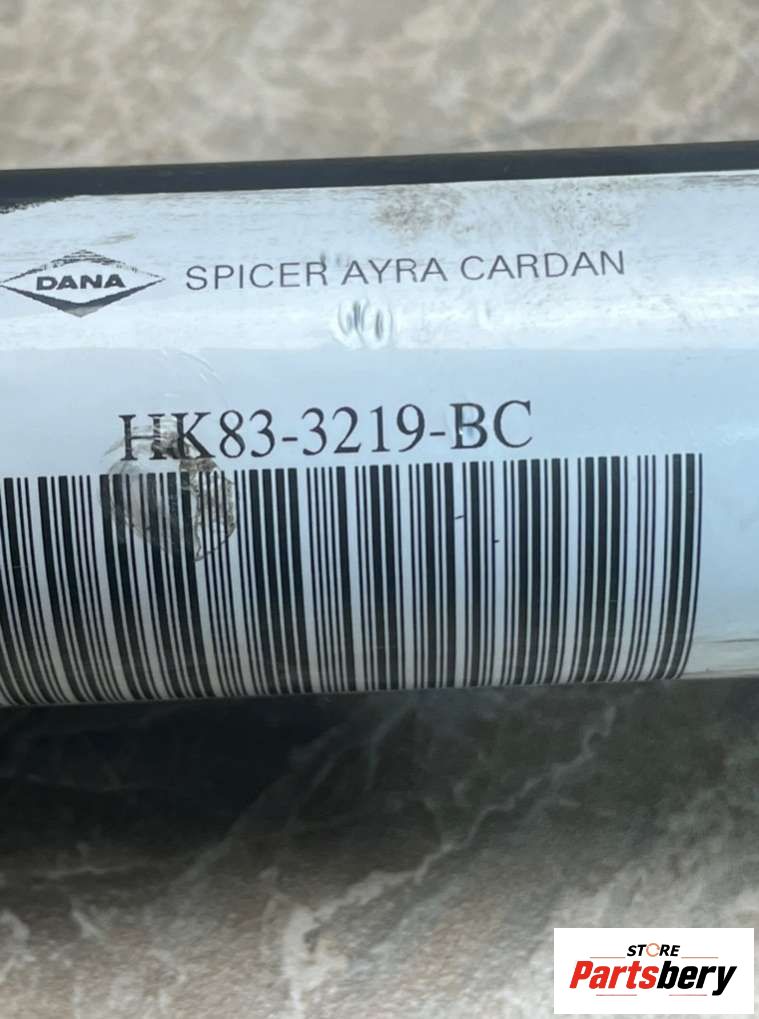 DANA SPICER AYRA CARDAN
HK83-3219-BC
STORE
Partsbery